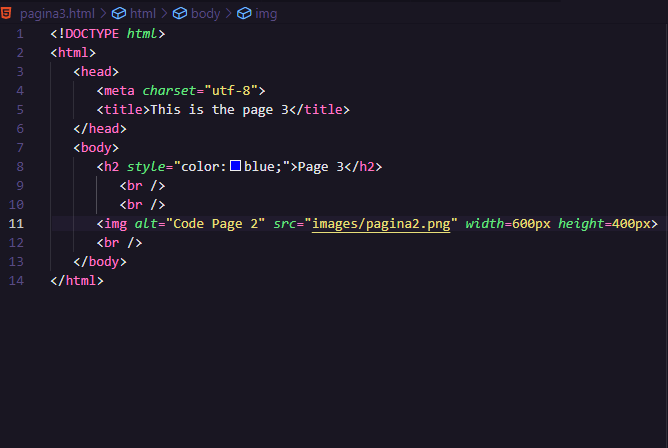 pagina3.html > html > body > img
1 <!DOCTYPE html>
2 <html>
3 <head>
4 <meta charset="utf-8">
5 <title>This is the page 3</title>
6 </head>
7 <body>
8 <h2 style="color:blue;">Page 3</h2>
9 <br />
10 <br />
11 <img alt="Code Page 2" src="images/pagina2.png" width=600px height=400px>
12 <br />
13 </body>
14 </html>